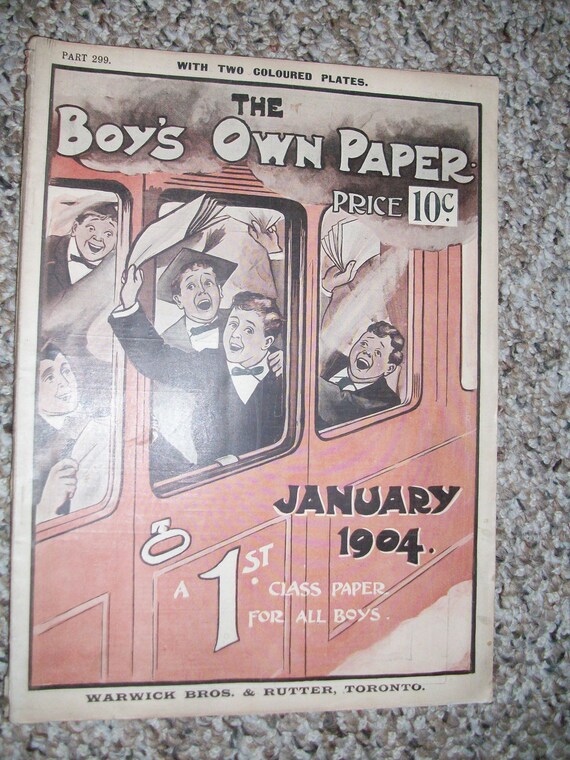 PART 299.
WITH TWO COLOURED PLATES.
THE
BOY'S OWN PAPER.
PRICE 10¢.
JANUARY
1904.
A 1ST CLASS PAPER
FOR ALL BOYS.
WARWICK BROS. & RUTTER, TORONTO.